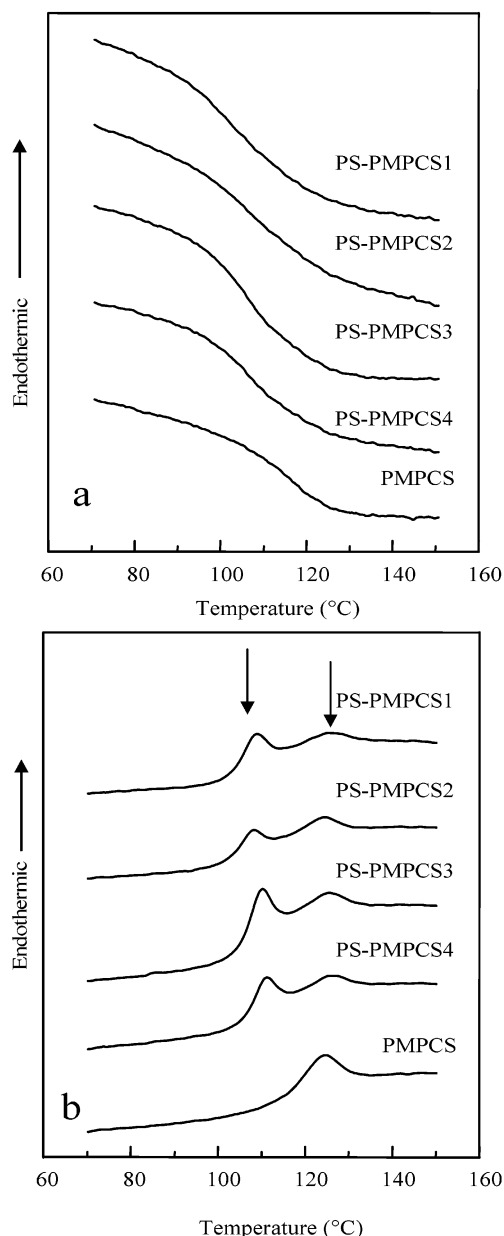 PS-PMPCS1
PS-PMPCS2
PS-PMPCS3
PS-PMPCS4
PMPCS
Endothermic
a
60 80 100 120 140 160
Temperature (°C)
PS-PMPCS1
PS-PMPCS2
PS-PMPCS3
PS-PMPCS4
PMPCS
Endothermic
b
60 80 100 120 140 160
Temperature (°C)